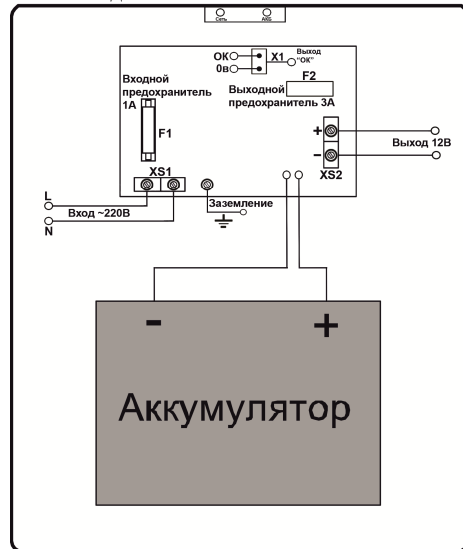 Сеть АКБ
ОК
0в
X1
Выход
"ОК"
F2
Входной
предохранитель
1А
Выходной
предохранитель 3А
F1
+
Выход 12В
-
XS1
XS2
L
Вход ~220В
N
Заземление
- +
Аккумулятор